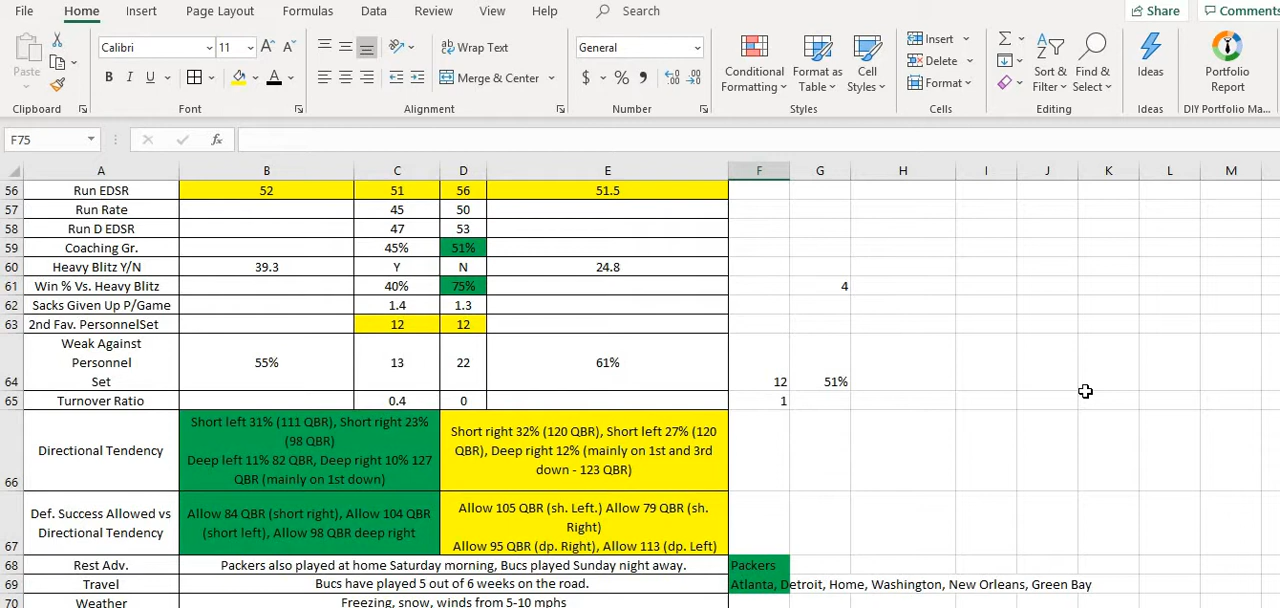 File Home Insert Page Layout Formulas Data Review View Help Search Share Comments
Paste Calibri 11 A A Wrap Text General Insert Σ
B I U A Merge & Center $ % , Conditional Formatting Format as Table Cell Styles Delete Format Sort & Filter Find & Select Ideas Portfolio Report
Clipboard Font Alignment Number Styles Cells Editing Ideas DIY Portfolio Ma...
F75 fx
A B C D E F G H I J K L M
56 Run EDSR 52 51 56 51.5
57 Run Rate 45 50
58 Run D EDSR 47 53
59 Coaching Gr. 45% 51%
60 Heavy Blitz Y/N 39.3 Y N 24.8
61 Win % Vs. Heavy Blitz 40% 75% 4
62 Sacks Given Up P/Game 1.4 1.3
63 2nd Fav. PersonnelSet 12 12
Weak Against
Personnel 55% 13 22 61%
64 Set 12 51%
65 Turnover Ratio 0.4 0 1
66 Directional Tendency
Short left 31% (111 QBR), Short right 23%
(98 QBR)
Deep left 11% 82 QBR, Deep right 10% 127
QBR (mainly on 1st down)
Short right 32% (120 QBR), Short left 27% (120
QBR), Deep right 12% (mainly on 1st and 3rd
down - 123 QBR)
67 Def. Success Allowed vs
Directional Tendency
Allow 84 QBR (short right), Allow 104 QBR
(short left), Allow 98 QBR deep right
Allow 105 QBR (sh. Left.) Allow 79 QBR (sh.
Right)
Allow 95 QBR (dp. Right), Allow 113 (dp. Left)
68 Rest Adv. Packers also played at home Saturday morning, Bucs played Sunday night away. Packers
69 Travel Bucs have played 5 out of 6 weeks on the road. Atlanta, Detroit, Home, Washington, New Orleans, Green Bay
70 Weather Freezing, snow, winds from 5-10 mphs